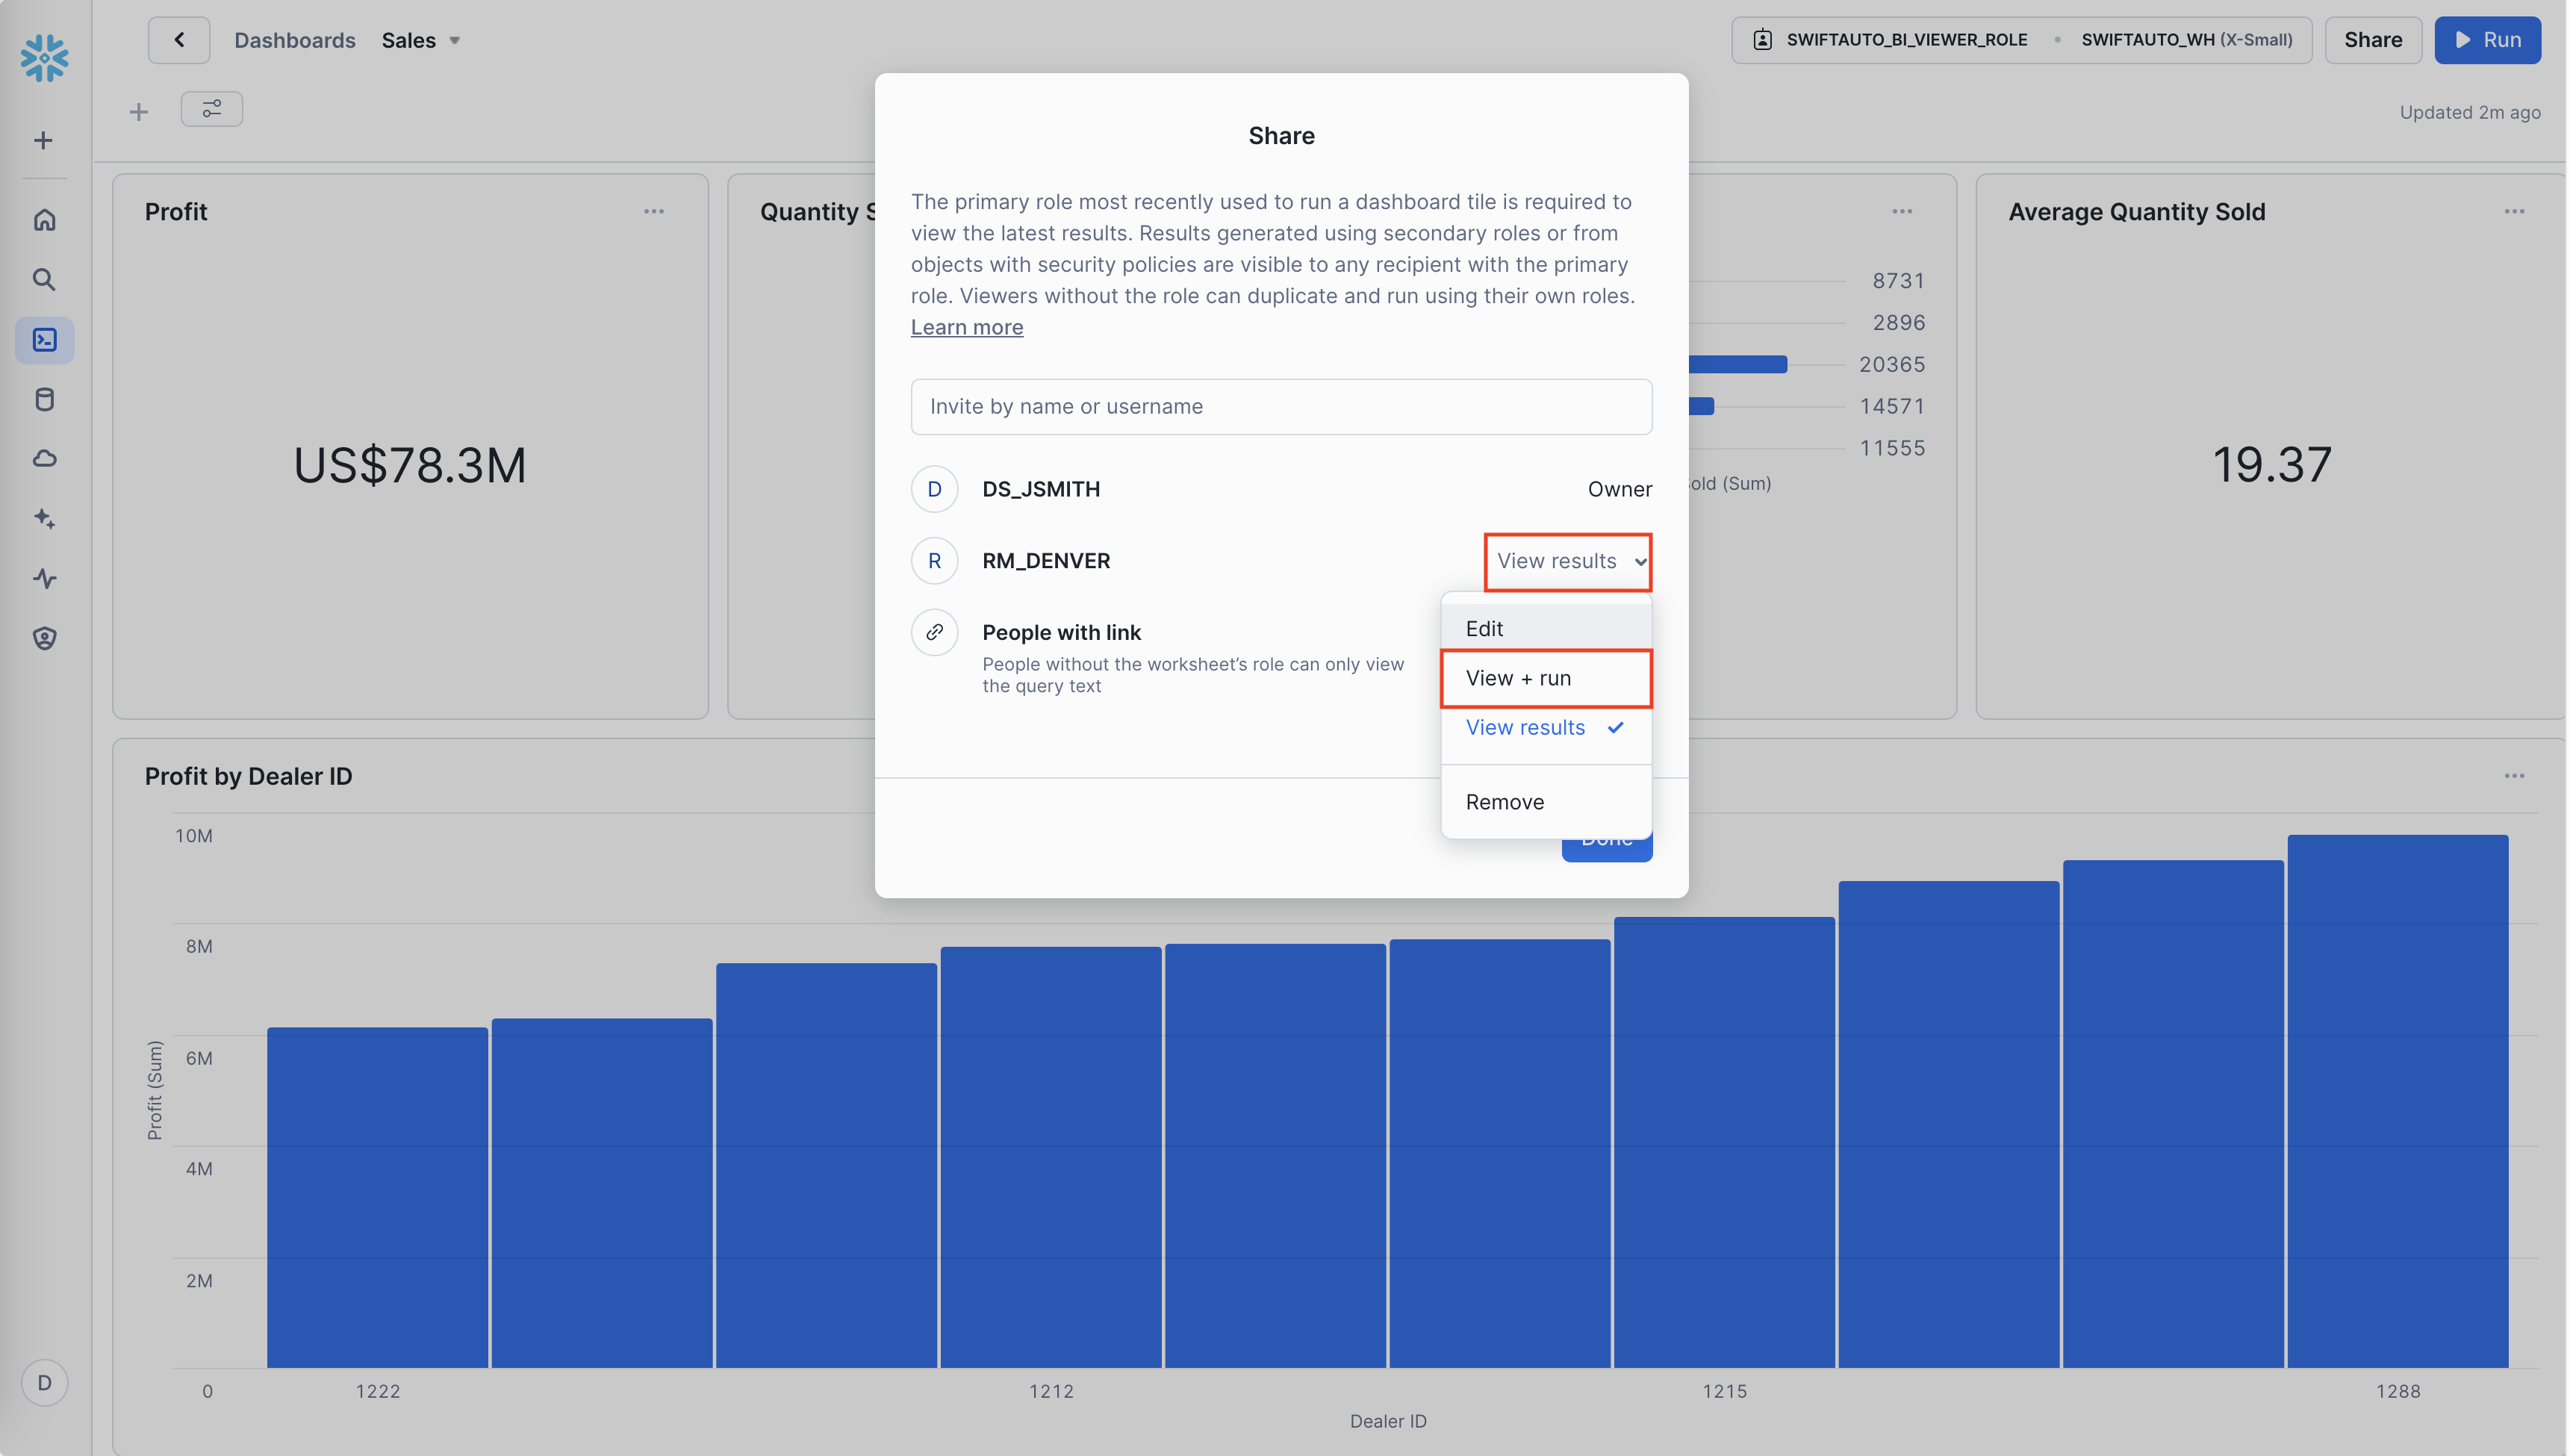 Dashboards Sales
SWIFTAUTO_BI_VIEWER_ROLE • SWIFTAUTO_WH (X-Small)
Share
Run
Updated 2m ago
Profit
US$78.3M
Quantity S
8731
2896
20365
14571
11555
old (Sum)
Average Quantity Sold
19.37
Share
The primary role most recently used to run a dashboard tile is required to
view the latest results. Results generated using secondary roles or from
objects with security policies are visible to any recipient with the primary
role. Viewers without the role can duplicate and run using their own roles.
Learn more
Invite by name or username
D DS_JSMITH Owner
R RM_DENVER View results
People with link
People without the worksheet’s role can only view
the query text
Edit
View + run
View results
Remove
Done
Profit by Dealer ID
10M
8M
6M
4M
2M
0
Profit (Sum)
1222 1212 1215 1288
Dealer ID
D